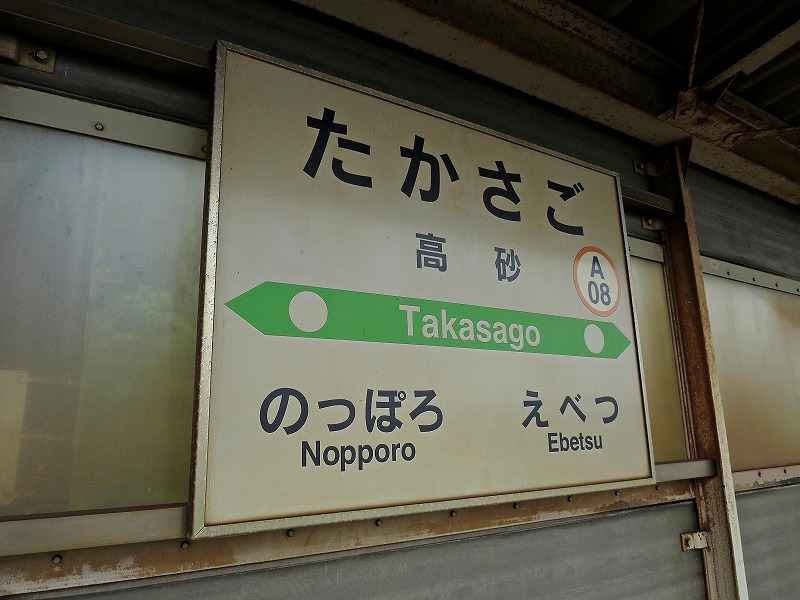 たかさご
高砂
A
08
Takasago
のっぽろ
Nopporo
えべつ
Ebetsu